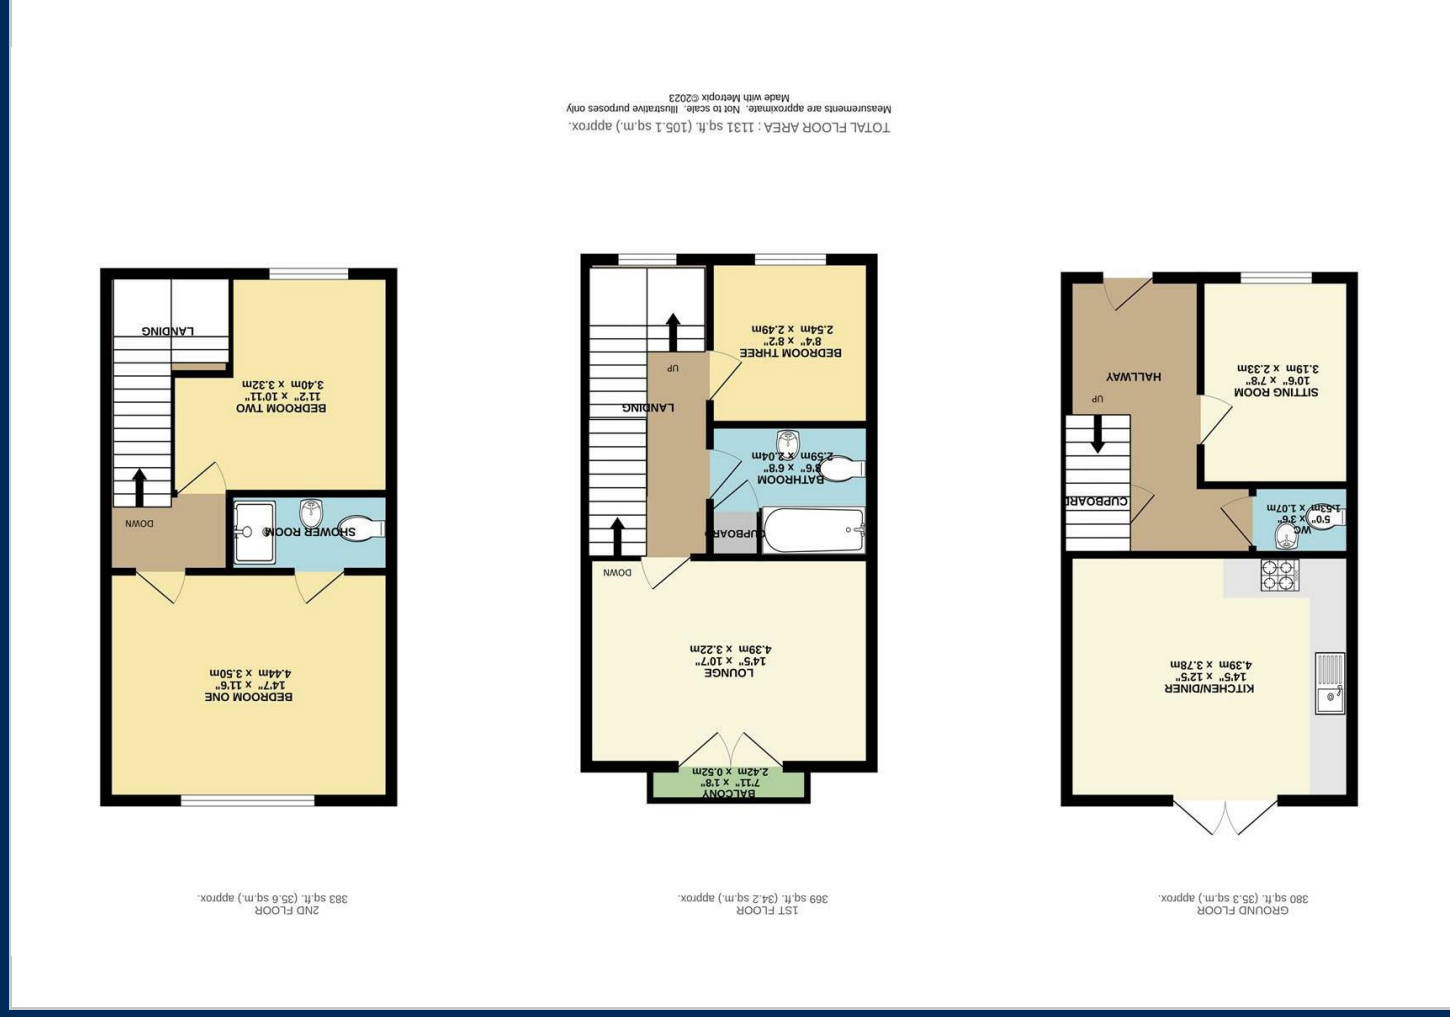 GROUND FLOOR
380 sq.ft. (35.3 sq.m.) approx.
KITCHEN/DINER
14'5" x 12'5"
4.39m x 3.78m
WC
5'0" x 3'6"
1.53m x 1.07m
CUPBOARD
UP
HALLWAY
SITTING ROOM
10'6" x 7'8"
3.19m x 2.33m
1ST FLOOR
369 sq.ft. (34.2 sq.m.) approx.
BALCONY
7'11" x 1'8"
2.42m x 0.52m
LOUNGE
14'5" x 10'7"
4.39m x 3.22m
DOWN
CUPBOARD
BATHROOM
8'6" x 6'8"
2.59m x 2.04m
LANDING
UP
BEDROOM THREE
8'4" x 8'2"
2.54m x 2.49m
2ND FLOOR
383 sq.ft. (35.6 sq.m.) approx.
BEDROOM ONE
14'7" x 11'6"
4.44m x 3.50m
SHOWER ROOM
DOWN
BEDROOM TWO
11'2" x 10'11"
3.40m x 3.32m
LANDING
TOTAL FLOOR AREA : 1131 sq.ft. (105.1 sq.m.) approx.
Measurements are approximate. Not to scale. Illustrative purposes only
Made with Metropix ©2023